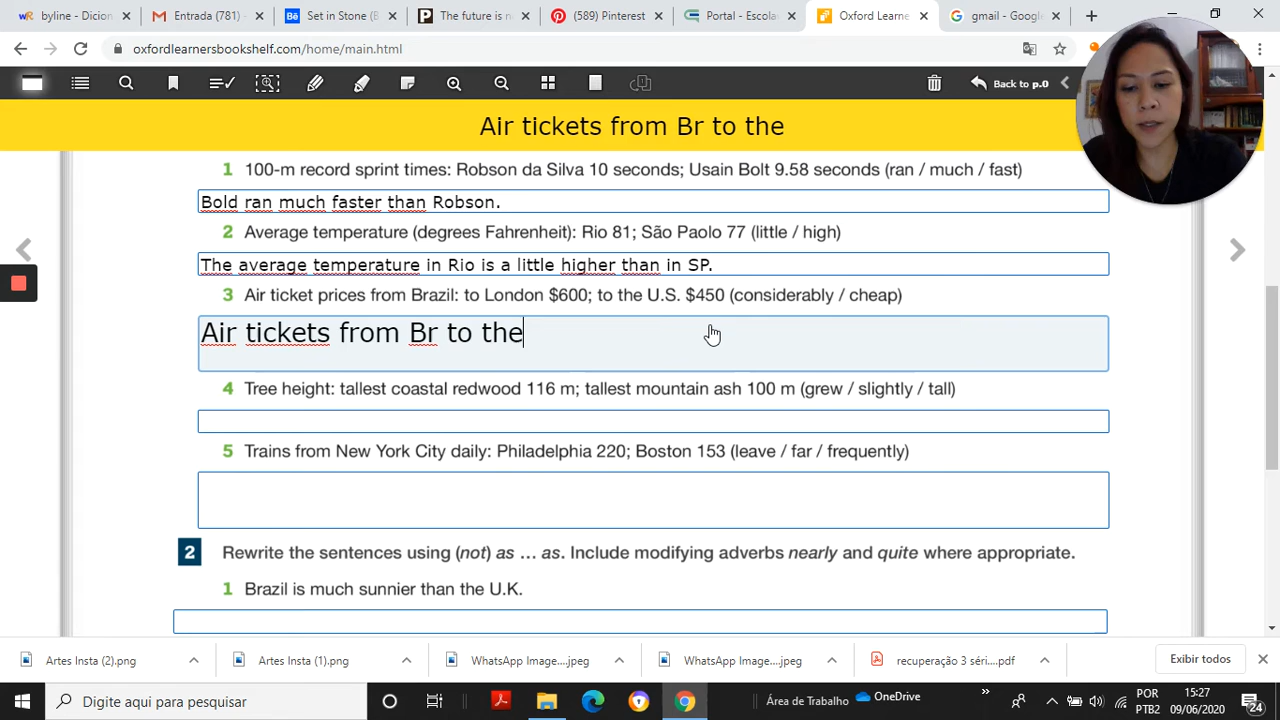 byline - Dicion
Entrada (781) -
Set in Stone (B
The future is n
(589) Pinterest
Portal - Escolar
Oxford Learne
gmail - Google
oxfordlearnersbookshelf.com/home/main.html
Back to p.0
Air tickets from Br to the
1 100-m record sprint times: Robson da Silva 10 seconds; Usain Bolt 9.58 seconds (ran / much / fast)
Bold ran much faster than Robson.
2 Average temperature (degrees Fahrenheit): Rio 81; São Paolo 77 (little / high)
The average temperature in Rio is a little higher than in SP.
3 Air ticket prices from Brazil: to London $600; to the U.S. $450 (considerably / cheap)
Air tickets from Br to the
4 Tree height: tallest coastal redwood 116 m; tallest mountain ash 100 m (grew / slightly / tall)
5 Trains from New York City daily: Philadelphia 220; Boston 153 (leave / far / frequently)
2 Rewrite the sentences using (not) as … as. Include modifying adverbs nearly and quite where appropriate.
1 Brazil is much sunnier than the U.K.
Artes Insta (2).png
Artes Insta (1).png
WhatsApp Image....jpeg
WhatsApp Image....jpeg
recuperação 3 séri....pdf
Exibir todos
Digite aqui para pesquisar
Área de Trabalho
OneDrive
POR
PTB2
15:27
09/06/2020
24